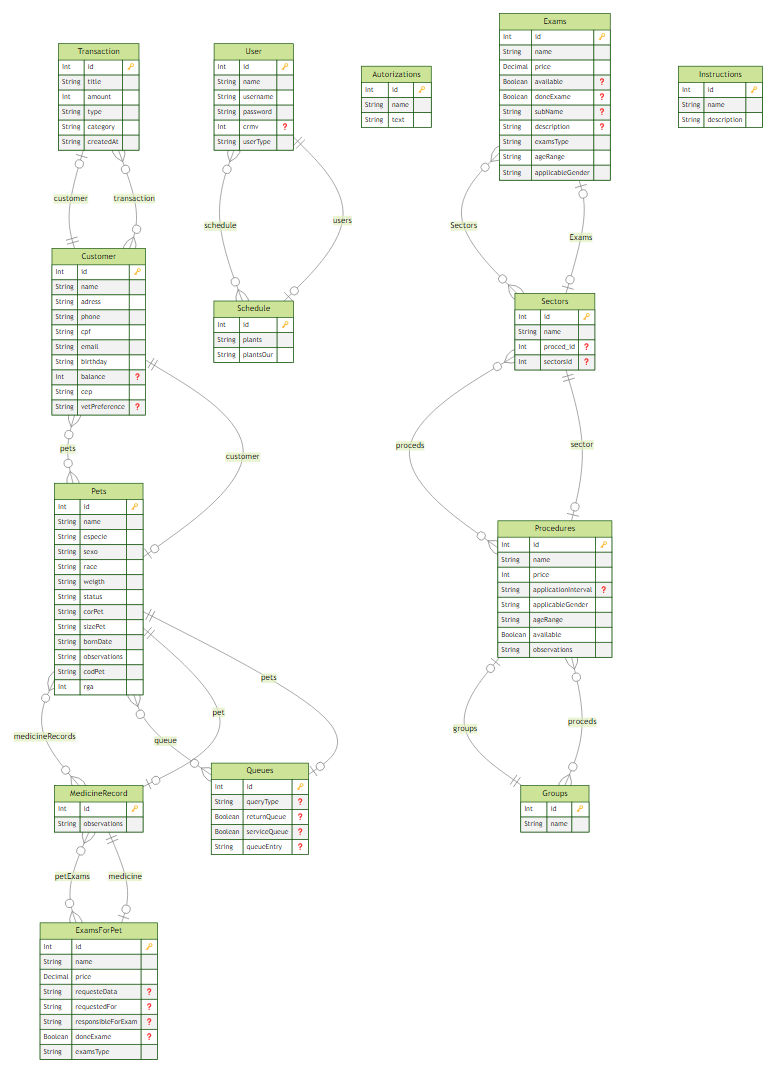 Transaction
Int id
String title
Int amount
String type
String category
String createdAt
User
Int id
String name
String username
String password
Int crmv ?
String userType
Autorizations
Int id
String name
String text
Exams
Int id
String name
Decimal price
Boolean available ?
Boolean doneExame ?
String subName ?
String description ?
String examsType
String ageRange
String applicableGender
Instructions
Int id
String name
String description
customer
transaction
schedule
users
Sectors
Exams
Customer
Int id
String name
String adress
String phone
String cpf
String email
String birthday
Int balance ?
String cep
String vetPreference ?
Schedule
Int id
String plants
String plantsOur
Sectors
Int id
String name
Int proced_id ?
Int sectorsId ?
pets
customer
proceds
sector
Pets
Int id
String name
String especie
String sexo
String race
String weigth
String status
String corPet
String sizePet
String bornDate
String observations
String codPet
Int rga
Procedures
Int id
String name
Int price
String applicationInterval ?
String applicableGender
String ageRange
Boolean available
String observations
medicineRecords
queue
pet
pets
groups
proceds
MedicineRecord
Int id
String observations
Queues
Int id
String queryType ?
Boolean returnQueue ?
Boolean serviceQueue ?
String queueEntry ?
Groups
Int id
String name
petExams
medicine
ExamsForPet
Int id
String name
Decimal price
String requesteData ?
String requestedFor ?
String responsibleForExam ?
Boolean doneExame ?
String examsType